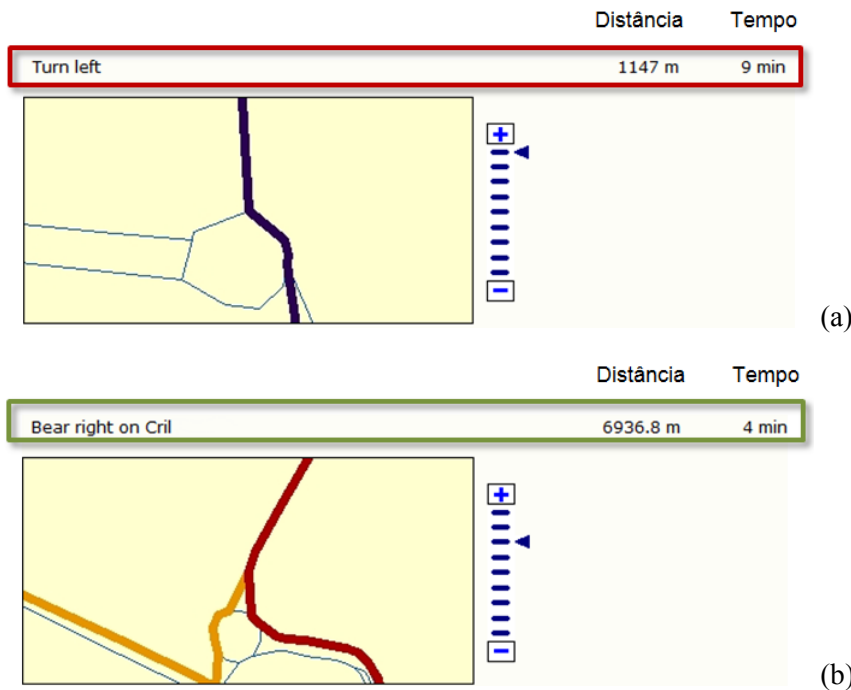 Distância Tempo
Turn left 1147 m 9 min
+
−
(a)
Distância Tempo
Bear right on Cril 6936.8 m 4 min
+
−
(b)